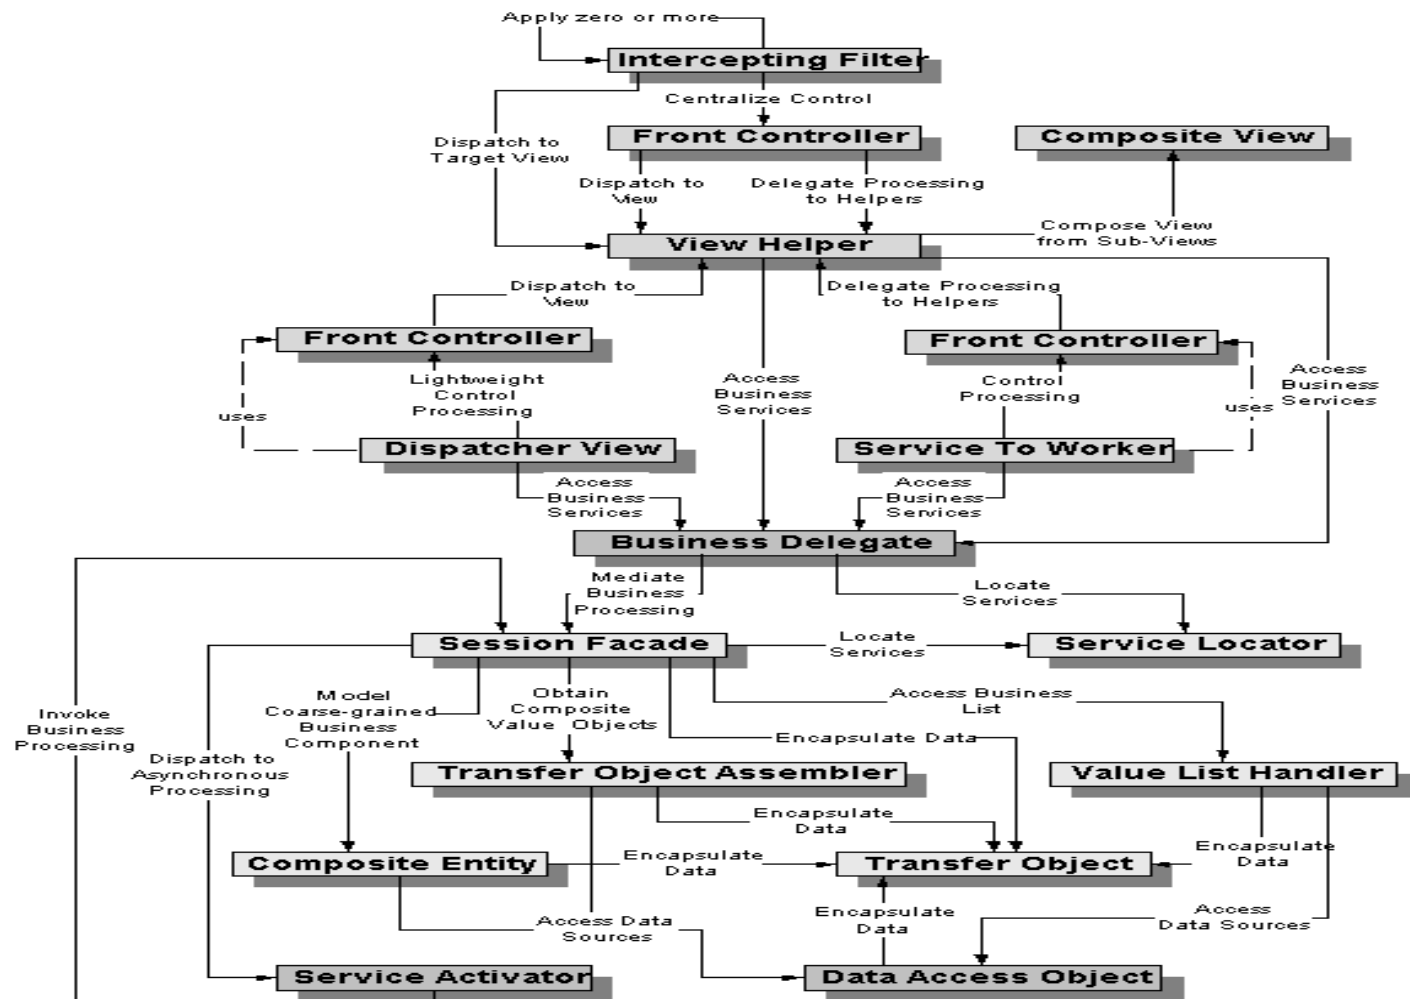 Apply zero or more
Intercepting Filter
Centralize Control
Front Controller
Composite View
Dispatch to
Target View
Dispatch to
View
Delegate Processing
to Helpers
Compose View
from Sub-Views
View Helper
Dispatch to
View
Delegate Processing
to Helpers
Front Controller
Front Controller
Lightweight
Control
Processing
Access
Business
Services
Control
Processing
Access
Business
Services
uses
uses
Dispatcher View
Service To Worker
Access
Business
Services
Access
Business
Services
Business Delegate
Mediate
Business
Processing
Locate
Services
Session Facade
Locate
Services
Service Locator
Invoke
Business
Processing
Model
Coarse-grained
Business
Component
Obtain
Composite
Value Objects
Access Business
List
Encapsulate Data
Dispatch to
Asynchronous
Processing
Transfer Object Assembler
Value List Handler
Encapsulate
Data
Composite Entity
Encapsulate
Data
Transfer Object
Encapsulate
Data
Access Data
Sources
Encapsulate
Data
Access
Data Sources
Service Activator
Data Access Object